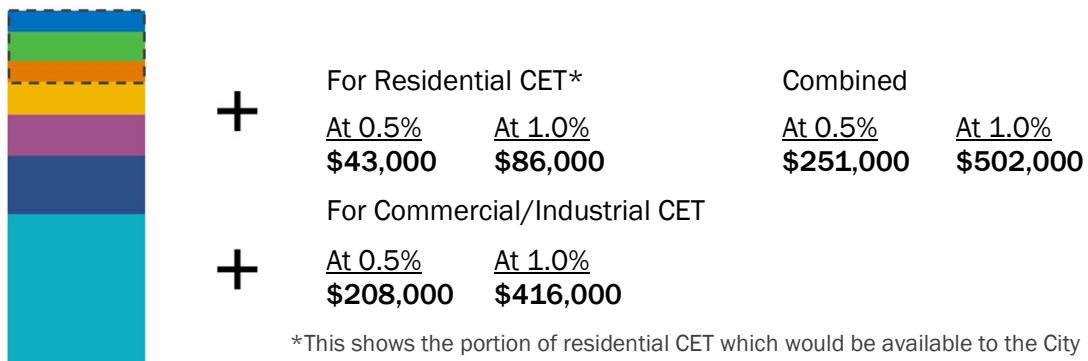 +
For Residential CET*
Combined
At 0.5% At 1.0%
At 0.5% At 1.0%
$43,000 $86,000
$251,000 $502,000
For Commercial/Industrial CET
+
At 0.5% At 1.0%
$208,000 $416,000
*This shows the portion of residential CET which would be available to the City